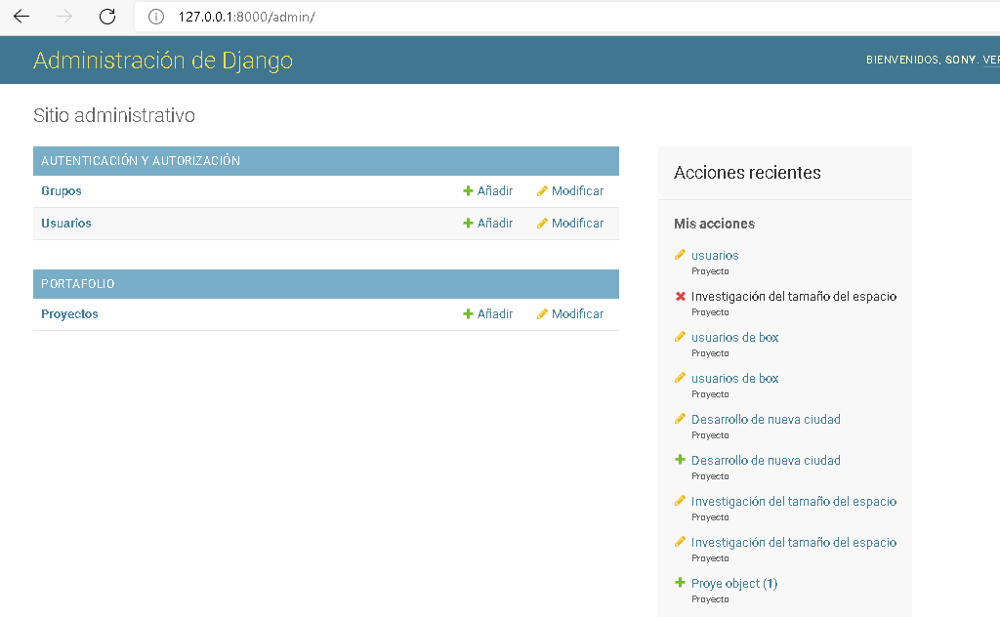 127.0.0.1:8000/admin/
Administración de Django
BIENVENIDOS, SONY. VER
Sitio administrativo
AUTENTICACIÓN Y AUTORIZACIÓN
Grupos Añadir Modificar
Usuarios Añadir Modificar
PORTAFOLIO
Proyectos Añadir Modificar
Acciones recientes
Mis acciones
usuarios
Proyecto
Investigación del tamaño del espacio
Proyecto
usuarios de box
Proyecto
usuarios de box
Proyecto
Desarrollo de nueva ciudad
Proyecto
Desarrollo de nueva ciudad
Proyecto
Investigación del tamaño del espacio
Proyecto
Investigación del tamaño del espacio
Proyecto
Proye object (1)
Proyecto